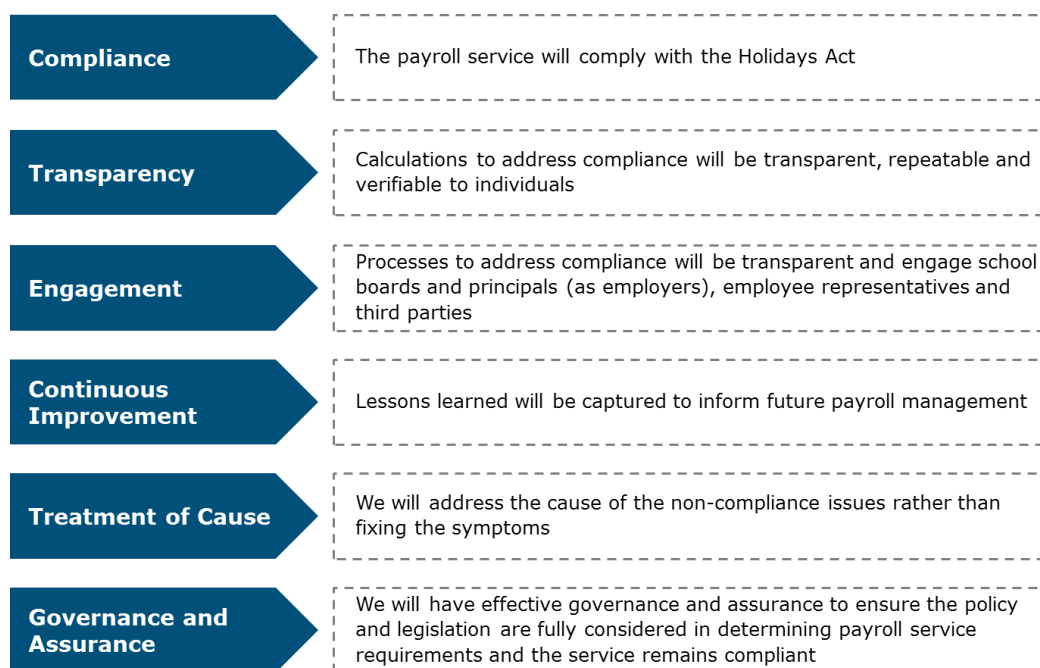 Compliance
The payroll service will comply with the Holidays Act
Transparency
Calculations to address compliance will be transparent, repeatable and
verifiable to individuals
Engagement
Processes to address compliance will be transparent and engage school
boards and principals (as employers), employee representatives and
third parties
Continuous
Improvement
Lessons learned will be captured to inform future payroll management
Treatment of Cause
We will address the cause of the non-compliance issues rather than
fixing the symptoms
Governance and
Assurance
We will have effective governance and assurance to ensure the policy
and legislation are fully considered in determining payroll service
requirements and the service remains compliant